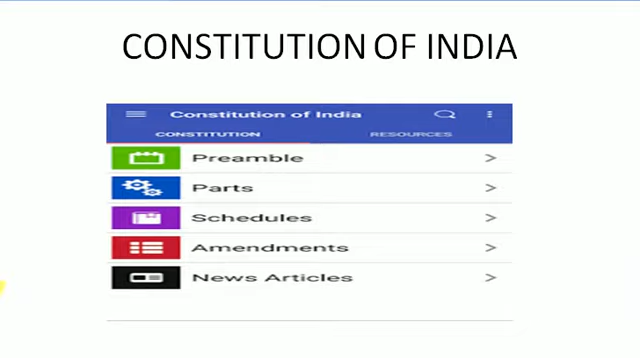 CONSTITUTION OF INDIA
Constitution of India
CONSTITUTION RESOURCES
Preamble
Parts
Schedules
Amendments
News Articles